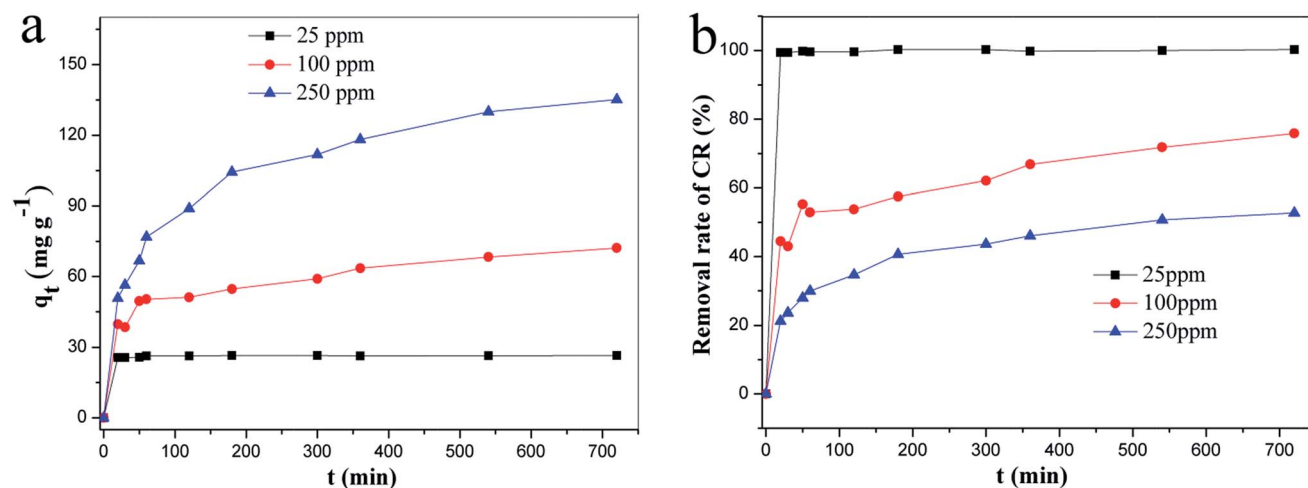 a
25 ppm
100 ppm
250 ppm
150
120
90
60
30
0
qt (mg g-1)
0 100 200 300 400 500 600 700
t (min)
b
100
80
60
40
20
0
Removal rate of CR (%)
25ppm
100ppm
250ppm
0 100 200 300 400 500 600 700
t (min)